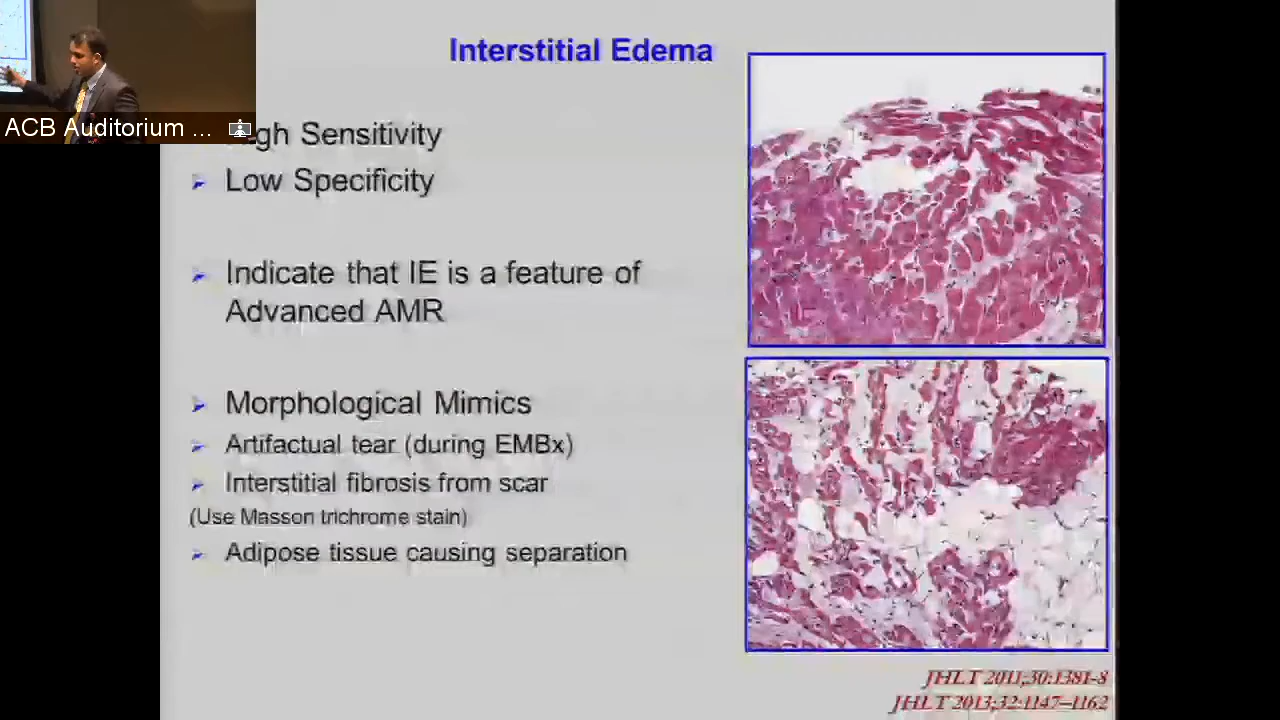 Interstitial Edema
ACB Auditorium ...
gh Sensitivity
Low Specificity
Indicate that IE is a feature of
Advanced AMR
Morphological Mimics
Artifactual tear (during EMBx)
Interstitial fibrosis from scar
(Use Masson trichrome stain)
Adipose tissue causing separation
JHLT 2011;30:1381-8
JHLT 2013;32:1147–1162